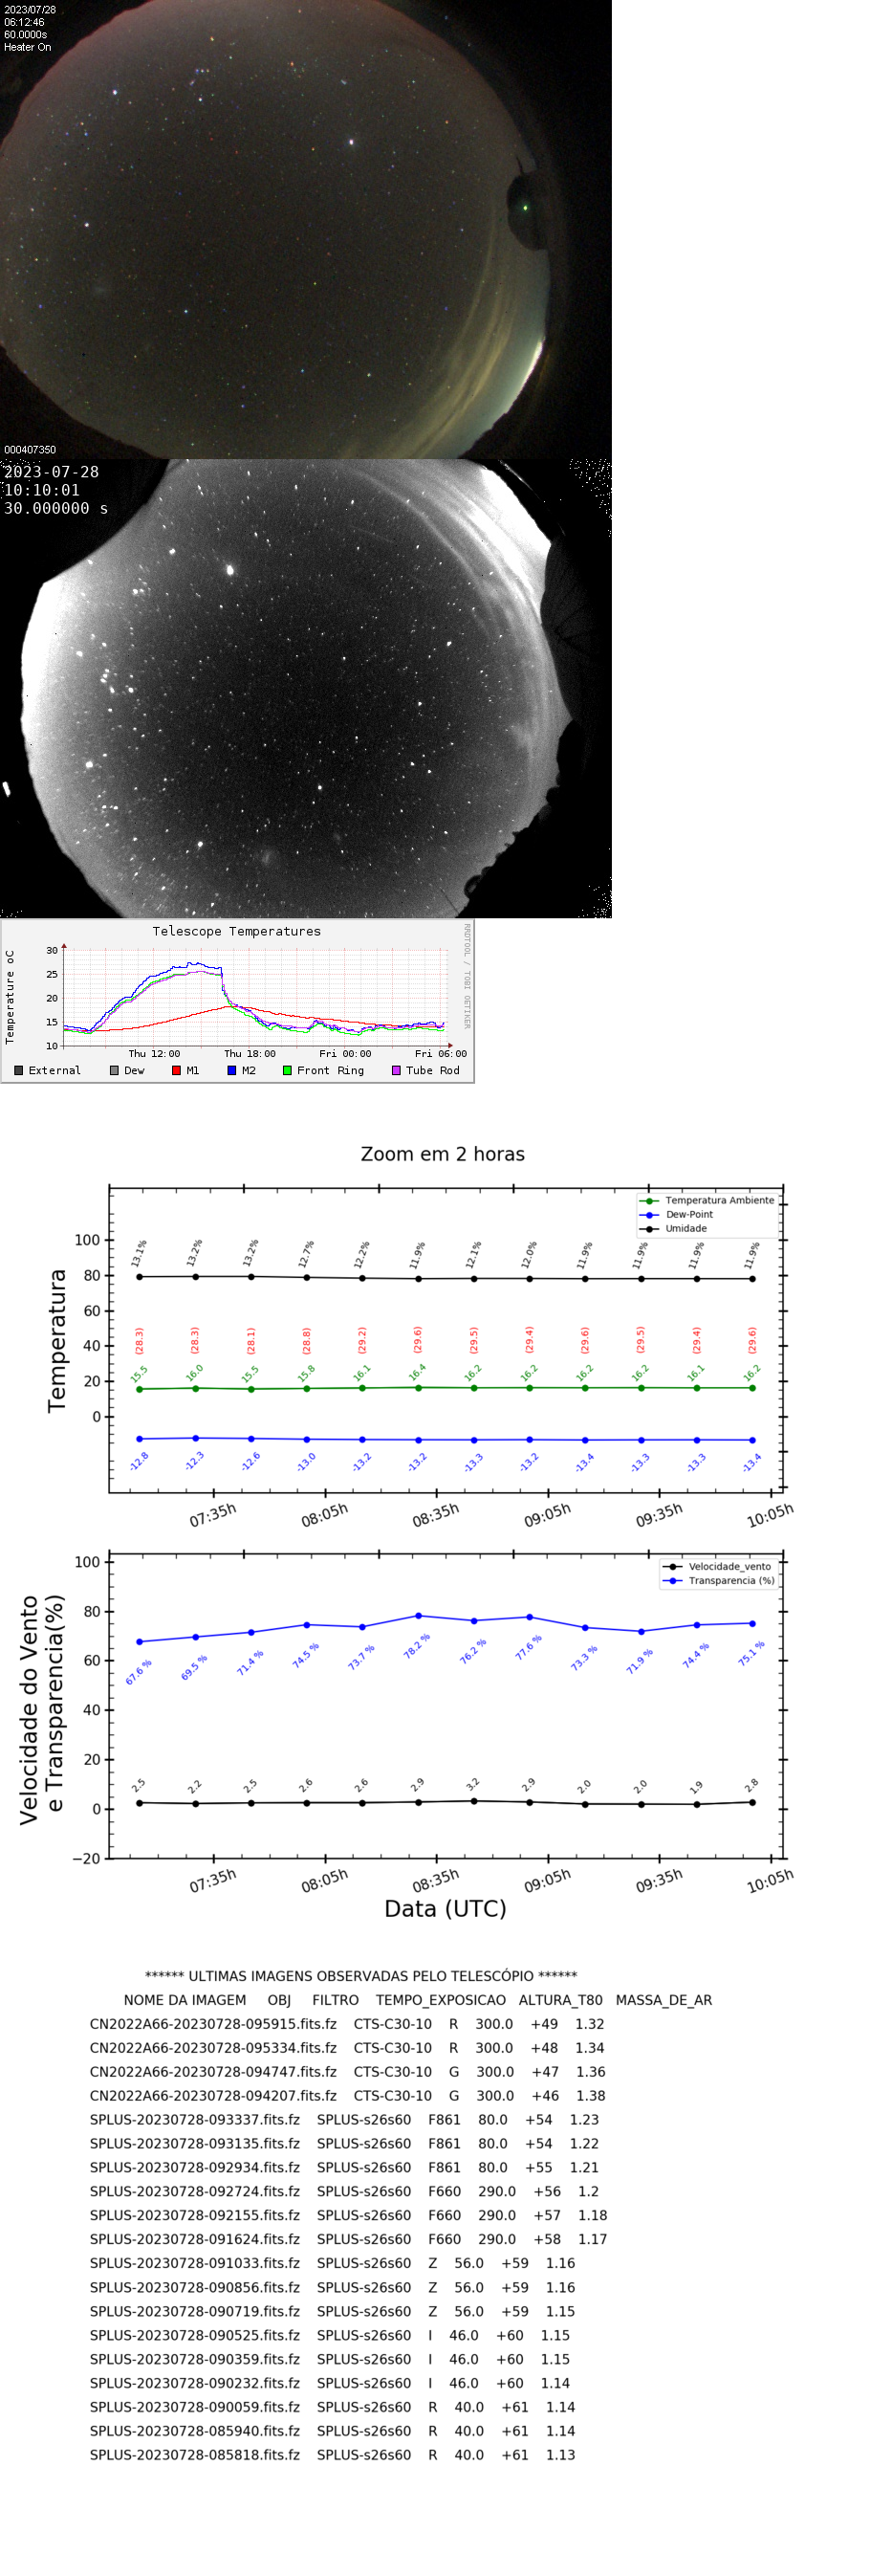 2023/07/28
06:12:46
60.0000s
Heater On
000407350
2023-07-28
10:10:01
30.000000 s
Telescope Temperatures
RRDTOOL / TOBI OETIKER
Temperature oC
30
25
20
15
10
Thu 12:00 Thu 18:00 Fri 00:00 Fri 06:00
External Dew M1 M2 Front Ring Tube Rod
Zoom em 2 horas
Temperatura Ambiente
Dew-Point
Umidade
Temperatura
100
80
60
40
20
0
13.1% 13.2% 13.2% 12.7% 12.2% 11.9% 12.1% 12.0% 11.9% 11.9% 11.9% 11.9%
(28.3) (28.3) (28.1) (28.8) (29.2) (29.6) (29.5) (29.4) (29.6) (29.5) (29.4) (29.6)
15.5 16.0 15.5 15.8 16.1 16.4 16.2 16.2 16.2 16.2 16.1 16.2
-12.8 -12.3 -12.6 -13.0 -13.2 -13.2 -13.3 -13.2 -13.4 -13.3 -13.3 -13.4
07:35h 08:05h 08:35h 09:05h 09:35h 10:05h
Velocidade_vento
Transparencia (%)
Velocidade do Vento
e Transparencia(%)
100
80
60
40
20
0
−20
67.6 % 69.5 % 71.4 % 74.5 % 73.7 % 78.2 % 76.2 % 77.6 % 73.3 % 71.9 % 74.4 % 75.1 %
2.5 2.2 2.5 2.6 2.6 2.9 3.2 2.9 2.0 2.0 1.9 2.8
07:35h 08:05h 08:35h 09:05h 09:35h 10:05h
Data (UTC)
****** ULTIMAS IMAGENS OBSERVADAS PELO TELESCÓPIO ******
NOME DA IMAGEM OBJ FILTRO TEMPO_EXPOSICAO ALTURA_T80 MASSA_DE_AR
CN2022A66-20230728-095915.fits.fz CTS-C30-10 R 300.0 +49 1.32
CN2022A66-20230728-095334.fits.fz CTS-C30-10 R 300.0 +48 1.34
CN2022A66-20230728-094747.fits.fz CTS-C30-10 G 300.0 +47 1.36
CN2022A66-20230728-094207.fits.fz CTS-C30-10 G 300.0 +46 1.38
SPLUS-20230728-093337.fits.fz SPLUS-s26s60 F861 80.0 +54 1.23
SPLUS-20230728-093135.fits.fz SPLUS-s26s60 F861 80.0 +54 1.22
SPLUS-20230728-092934.fits.fz SPLUS-s26s60 F861 80.0 +55 1.21
SPLUS-20230728-092724.fits.fz SPLUS-s26s60 F660 290.0 +56 1.2
SPLUS-20230728-092155.fits.fz SPLUS-s26s60 F660 290.0 +57 1.18
SPLUS-20230728-091624.fits.fz SPLUS-s26s60 F660 290.0 +58 1.17
SPLUS-20230728-091033.fits.fz SPLUS-s26s60 Z 56.0 +59 1.16
SPLUS-20230728-090856.fits.fz SPLUS-s26s60 Z 56.0 +59 1.16
SPLUS-20230728-090719.fits.fz SPLUS-s26s60 Z 56.0 +59 1.15
SPLUS-20230728-090525.fits.fz SPLUS-s26s60 I 46.0 +60 1.15
SPLUS-20230728-090359.fits.fz SPLUS-s26s60 I 46.0 +60 1.15
SPLUS-20230728-090232.fits.fz SPLUS-s26s60 I 46.0 +60 1.14
SPLUS-20230728-090059.fits.fz SPLUS-s26s60 R 40.0 +61 1.14
SPLUS-20230728-085940.fits.fz SPLUS-s26s60 R 40.0 +61 1.14
SPLUS-20230728-085818.fits.fz SPLUS-s26s60 R 40.0 +61 1.13